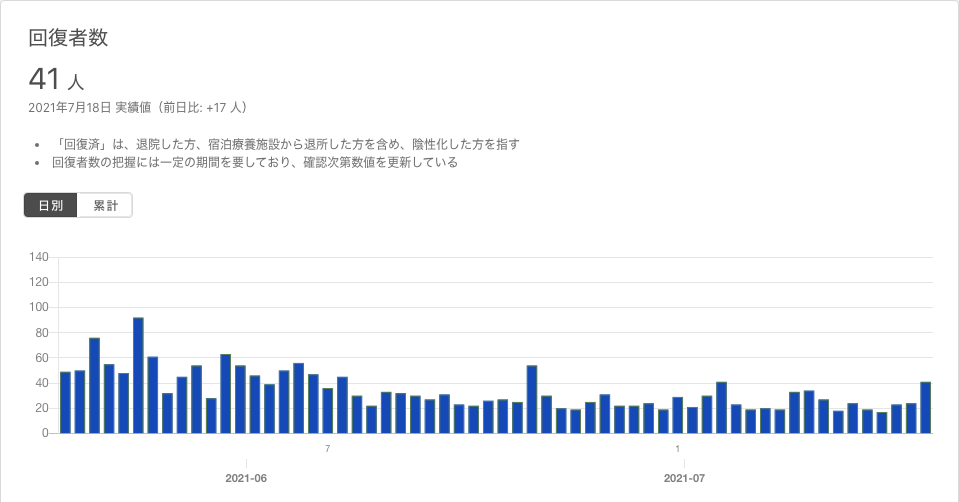 回復者数
41 人
2021年7月18日 実績値（前日比: +17 人）
• 「回復済」は、退院した方、宿泊療養施設から退所した方を含め、陰性化した方を指す
• 回復者数の把握には一定の期間を要しており、確認次第数値を更新している
日別 累計
140
120
100
80
60
40
20
0
7 1
2021-06 2021-07